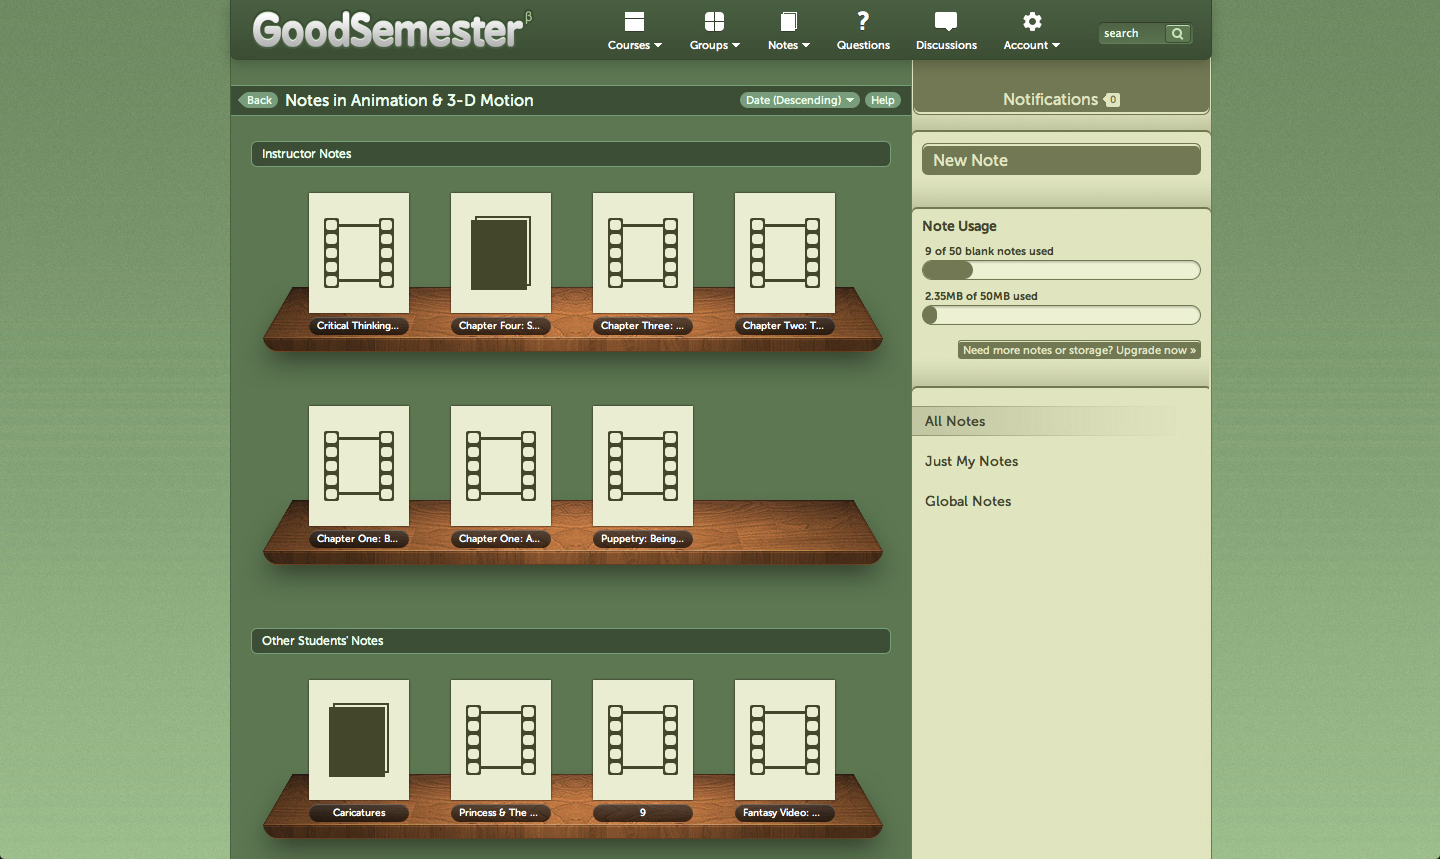 GoodSemester β
Courses
Groups
Notes
?
Questions
Discussions
Account
search
Back
Notes in Animation & 3-D Motion
Date (Descending)
Help
Notifications 0
Instructor Notes
Critical Thinking...
Chapter Four: S...
Chapter Three: ...
Chapter Two: T...
Chapter One: B...
Chapter One: A...
Puppetry: Being...
Other Students' Notes
Caricatures
Princess & The ...
9
Fantasy Video: ...
New Note
Note Usage
9 of 50 blank notes used
2.35MB of 50MB used
Need more notes or storage? Upgrade now »
All Notes
Just My Notes
Global Notes